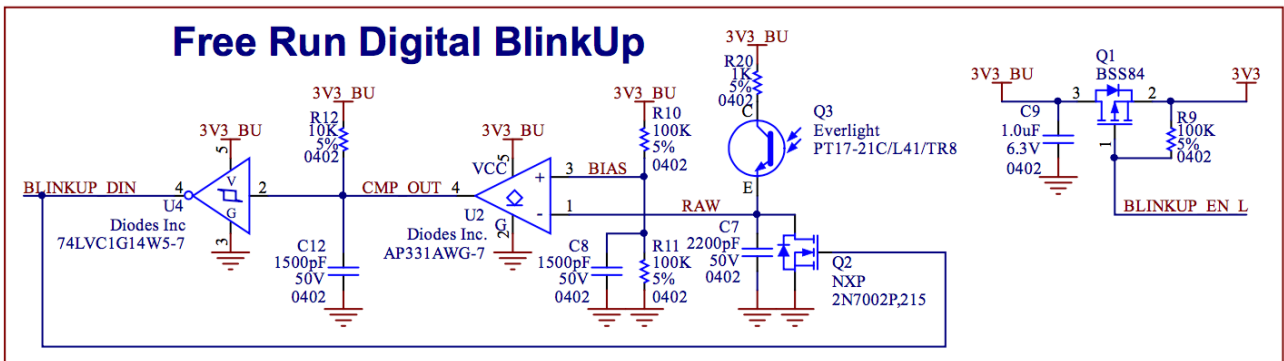 Free Run Digital BlinkUp
3V3_BU
R12
10K
5%
0402
3V3_BU
5
V
G
3
4
2
BLINKUP_DIN
U4
Diodes Inc
74LVC1G14W5-7
C12
1500pF
50V
0402
CMP_OUT
3V3_BU
VCC
5
4
+
-
3
1
U2
G
2
Diodes Inc.
AP331AWG-7
3V3_BU
R10
100K
5%
0402
BIAS
RAW
C8
1500pF
50V
0402
R11
100K
5%
0402
3V3_BU
R20
1K
5%
0402
C
Q3
Everlight
PT17-21C/L41/TR8
E
C7
2200pF
50V
0402
Q2
NXP
2N7002P,215
Q1
BSS84
3V3_BU
3
2
3V3
C9
1.0uF
6.3V
0402
1
R9
100K
5%
0402
BLINKUP_EN_L